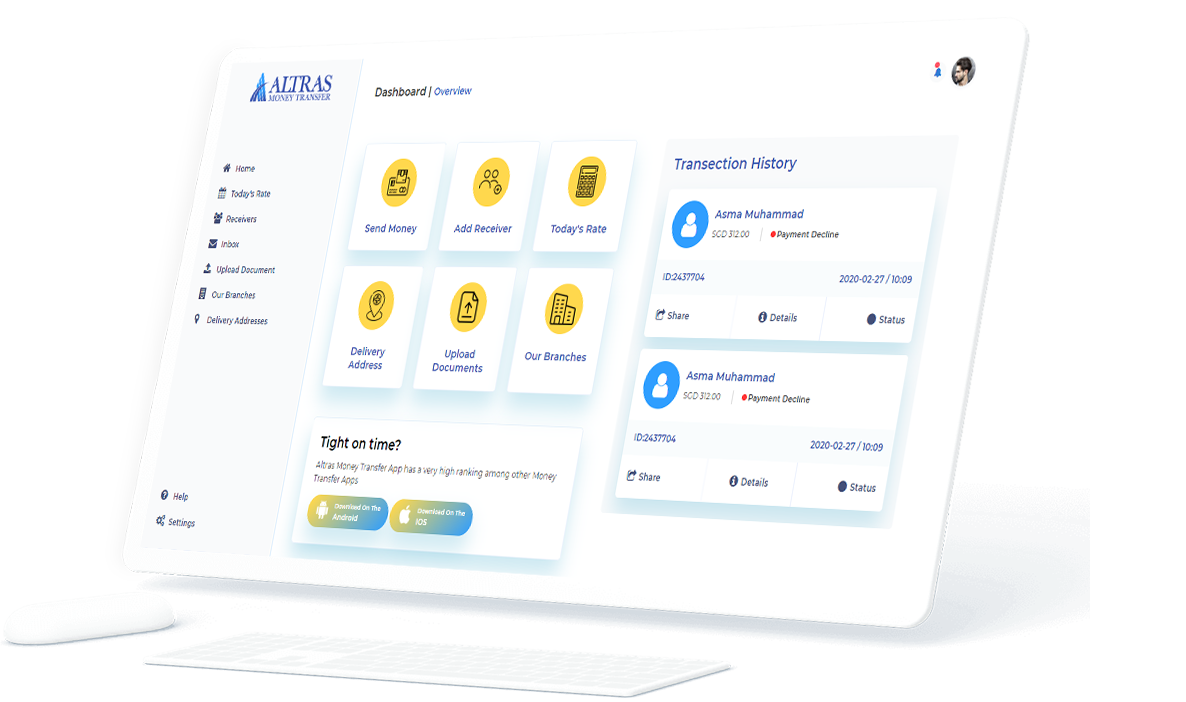 ALTRAS
MONEY TRANSFER
Dashboard | Overview
Home
Today's Rate
Receivers
Inbox
Upload Document
Our Branches
Delivery Addresses
Help
Settings
Send Money
Add Receiver
Today's Rate
Delivery
Address
Upload
Documents
Our Branches
Tight on time?
Altras Money Transfer App has a very high ranking among other Money
Transfer Apps
Download On The
Android
Download On The
IOS
Transection History
Asma Muhammad
SGD 312.00 Payment Decline
ID:2437704 2020-02-27 / 10:09
Share Details Status
Asma Muhammad
SGD 312.00 Payment Decline
ID:2437704 2020-02-27 / 10:09
Share Details Status